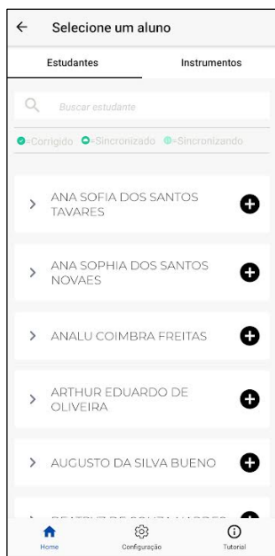 Selecione um aluno
Estudantes Instrumentos
Buscar estudante
=Corrigido =Sincronizado =Sincronizando
ANA SOFIA DOS SANTOS
TAVARES
ANA SOPHIA DOS SANTOS
NOVAES
ANALU COIMBRA FREITAS
ARTHUR EDUARDO DE
OLIVEIRA
AUGUSTO DA SILVA BUENO
Home Configuração Tutorial